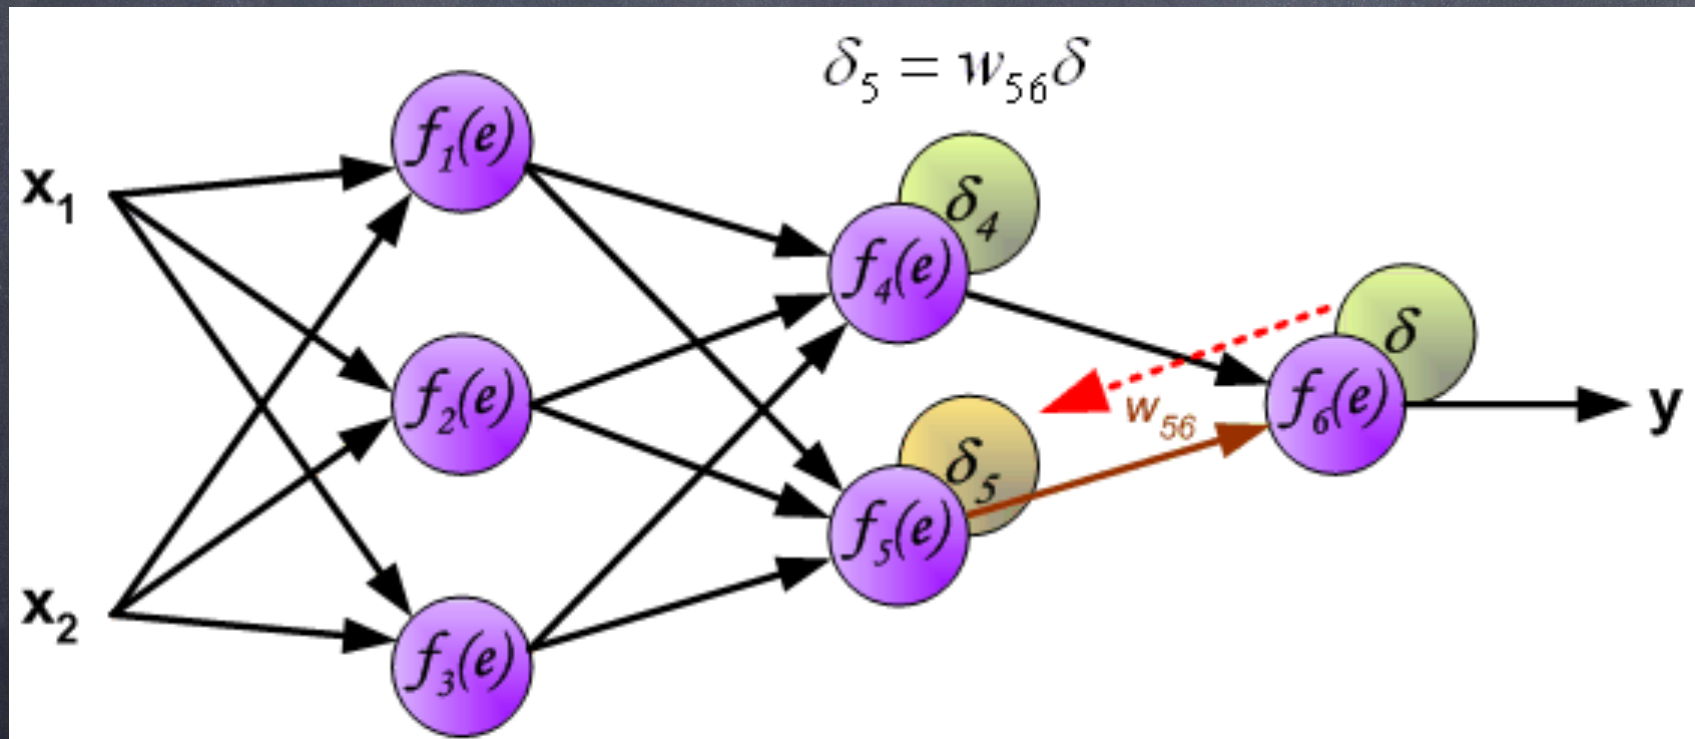 δ₅ = w₅₆δ
x₁
x₂
f₁(e)
f₂(e)
f₃(e)
δ₄
f₄(e)
δ₅
f₅(e)
w₅₆
δ
f₆(e)
y